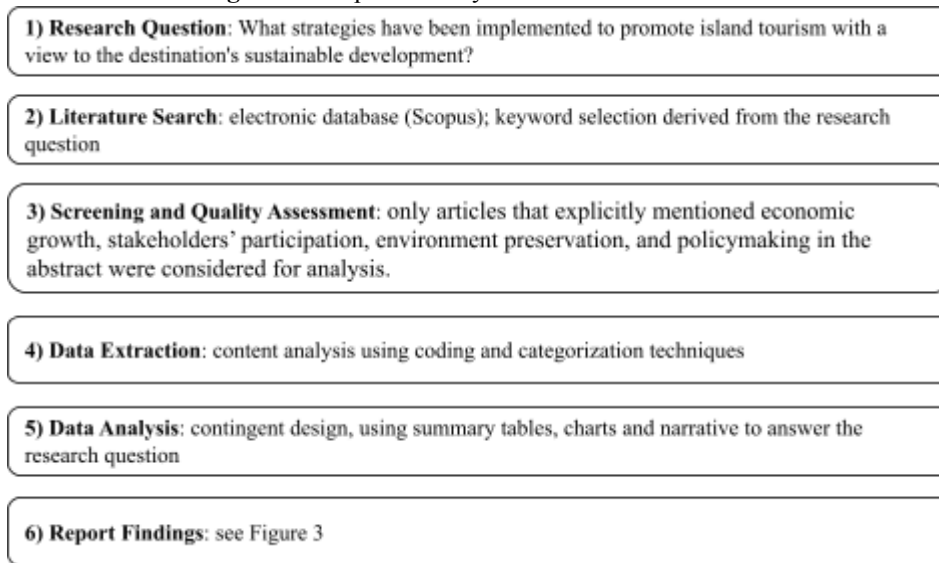 1) Research Question: What strategies have been implemented to promote island tourism with a
view to the destination's sustainable development?
2) Literature Search: electronic database (Scopus); keyword selection derived from the research
question
3) Screening and Quality Assessment: only articles that explicitly mentioned economic
growth, stakeholders’ participation, environment preservation, and policymaking in the
abstract were considered for analysis.
4) Data Extraction: content analysis using coding and categorization techniques
5) Data Analysis: contingent design, using summary tables, charts and narrative to answer the
research question
6) Report Findings: see Figure 3